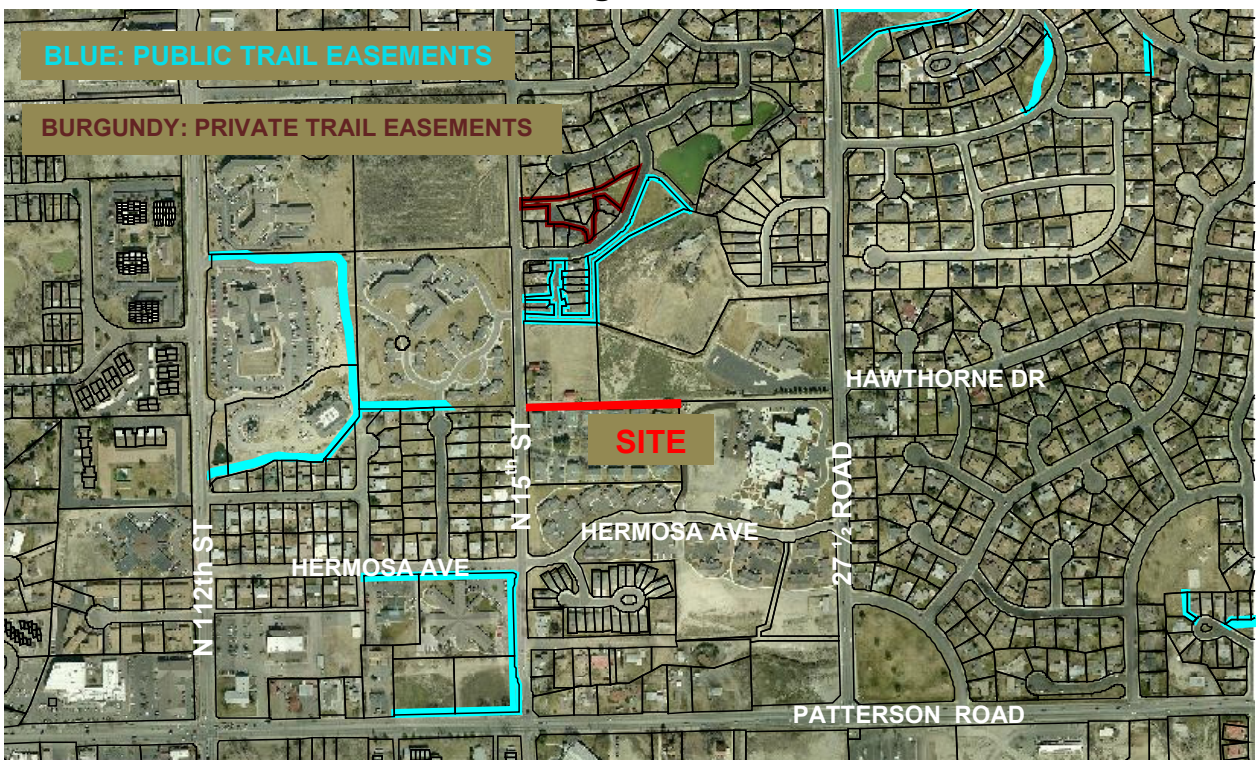 BLUE: PUBLIC TRAIL EASEMENTS
BURGUNDY: PRIVATE TRAIL EASEMENTS
HAWTHORNE DR
SITE
N 15th ST
HERMOSA AVE
27 ½ ROAD
HERMOSA AVE
N 112th ST
PATTERSON ROAD